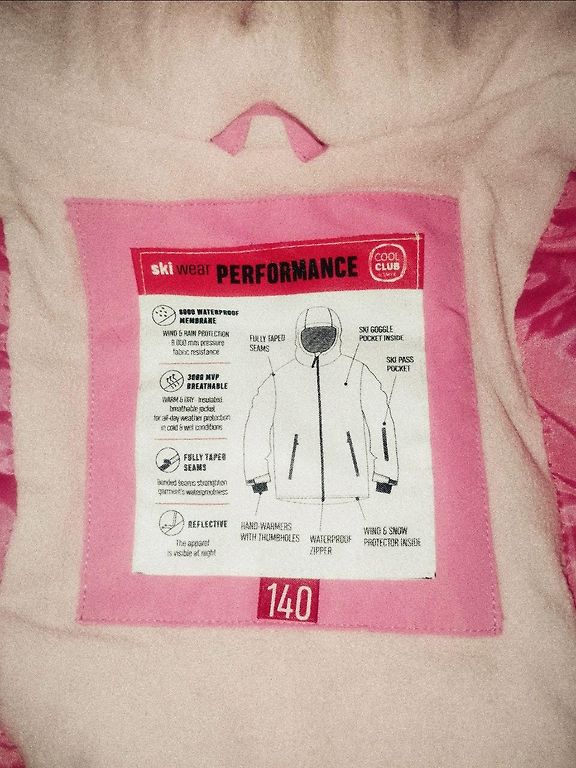 ski wear PERFORMANCE
COOL
CLUB
BY SMYK
8000 WATERPROOF
MEMBRANE
WIND & RAIN PROTECTION
8 000 mm pressure
fabric resistance
3000 MVP
BREATHABLE
WARM & DRY - Insulated
breathable jacket
for all-day weather protection
in cold & wet conditions
FULLY TAPED
SEAMS
Bonded seams strengthen
garment's waterproofness
REFLECTIVE
The apparel
is visible at night
FULLY TAPED
SEAMS
SKI GOGGLE
POCKET INSIDE
SKI PASS
POCKET
HAND-WARMERS
WITH THUMBHOLES
WATERPROOF
ZIPPER
WIND & SNOW
PROTECTOR INSIDE
140